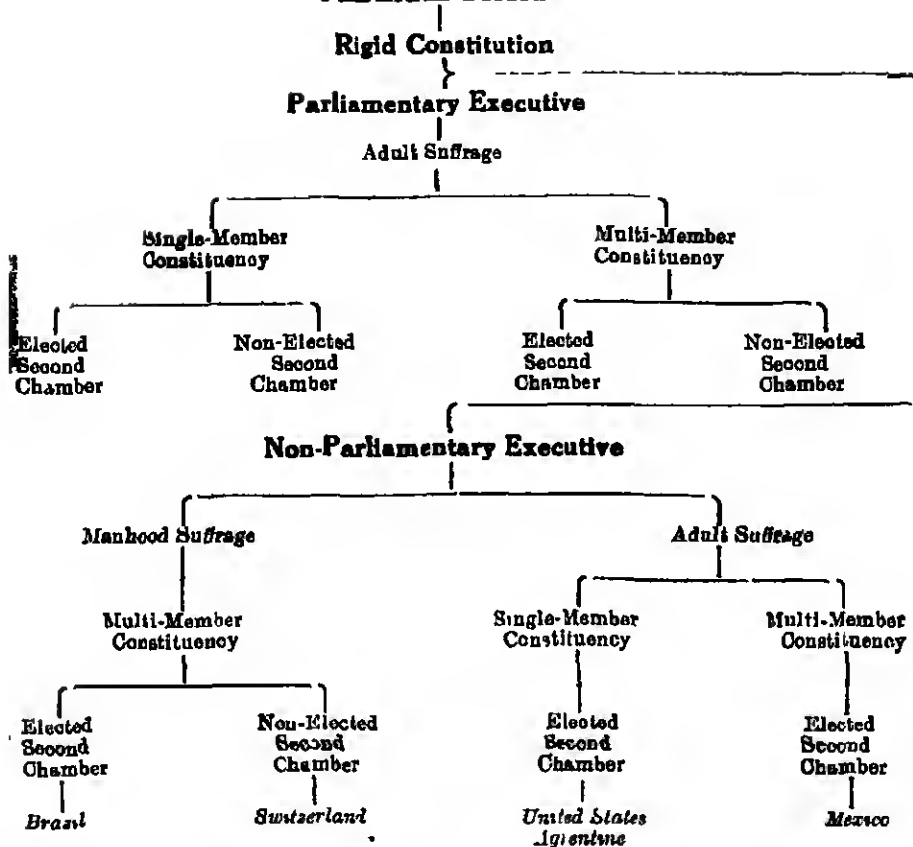 Rigid Constitution
Parliamentary Executive
Adult Suffrage
Single-Member
Constituency
Multi-Member
Constituency
Elected
Second
Chamber
Non-Elected
Second
Chamber
Elected
Second
Chamber
Non-Elected
Second
Chamber
Non-Parliamentary Executive
Manhood Suffrage
Adult Suffrage
Multi-Member
Constituency
Single-Member
Constituency
Multi-Member
Constituency
Elected
Second
Chamber
Non-Elected
Second
Chamber
Elected
Second
Chamber
Elected
Second
Chamber
Brazil
Switzerland
United States
Argentine
Mexico